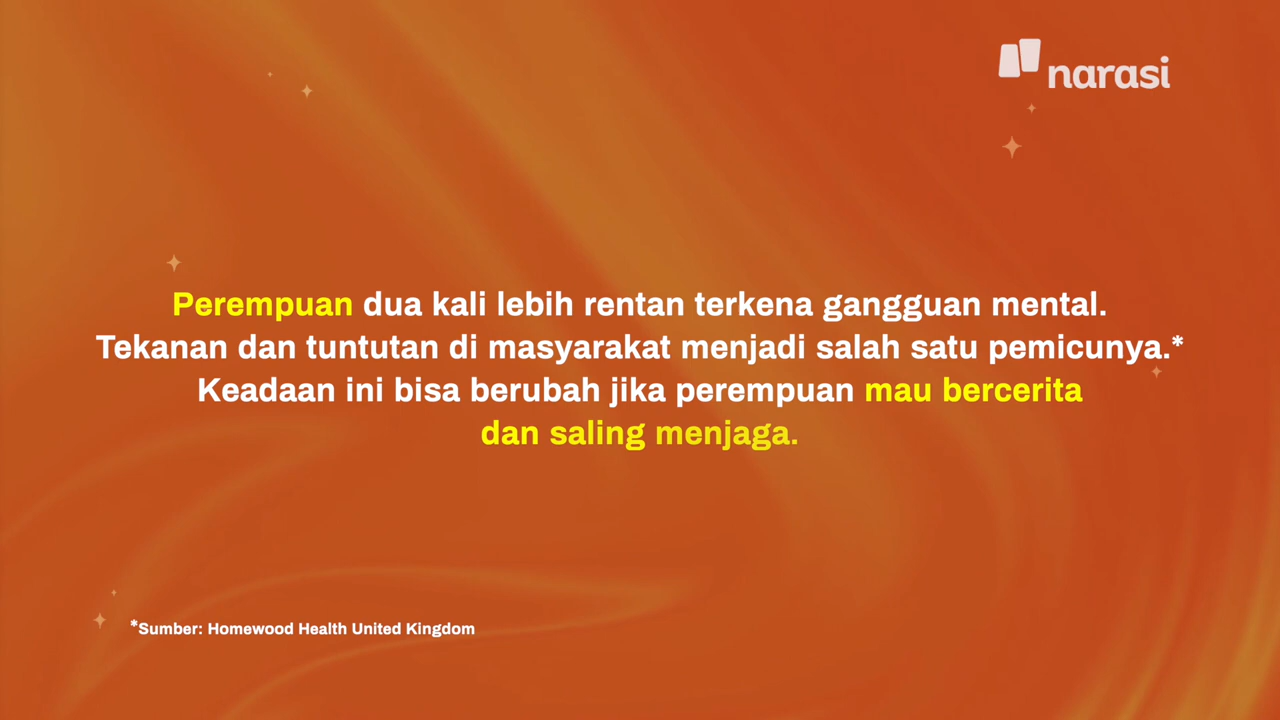 narasi
Perempuan dua kali lebih rentan terkena gangguan mental.
Tekanan dan tuntutan di masyarakat menjadi salah satu pemicunya.*
Keadaan ini bisa berubah jika perempuan mau bercerita
dan saling menjaga.
*Sumber: Homewood Health United Kingdom